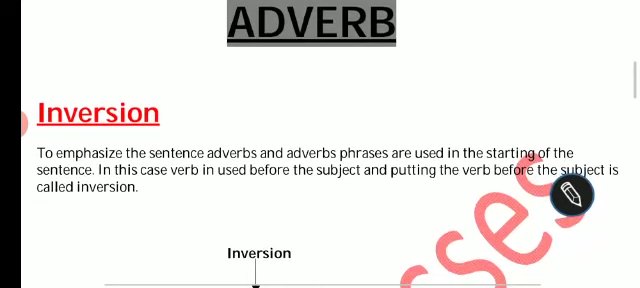 ADVERB
Inversion
To emphasize the sentence adverbs and adverbs phrases are used in the starting of the
sentence. In this case verb in used before the subject and putting the verb before the subject is
called inversion.
Inversion